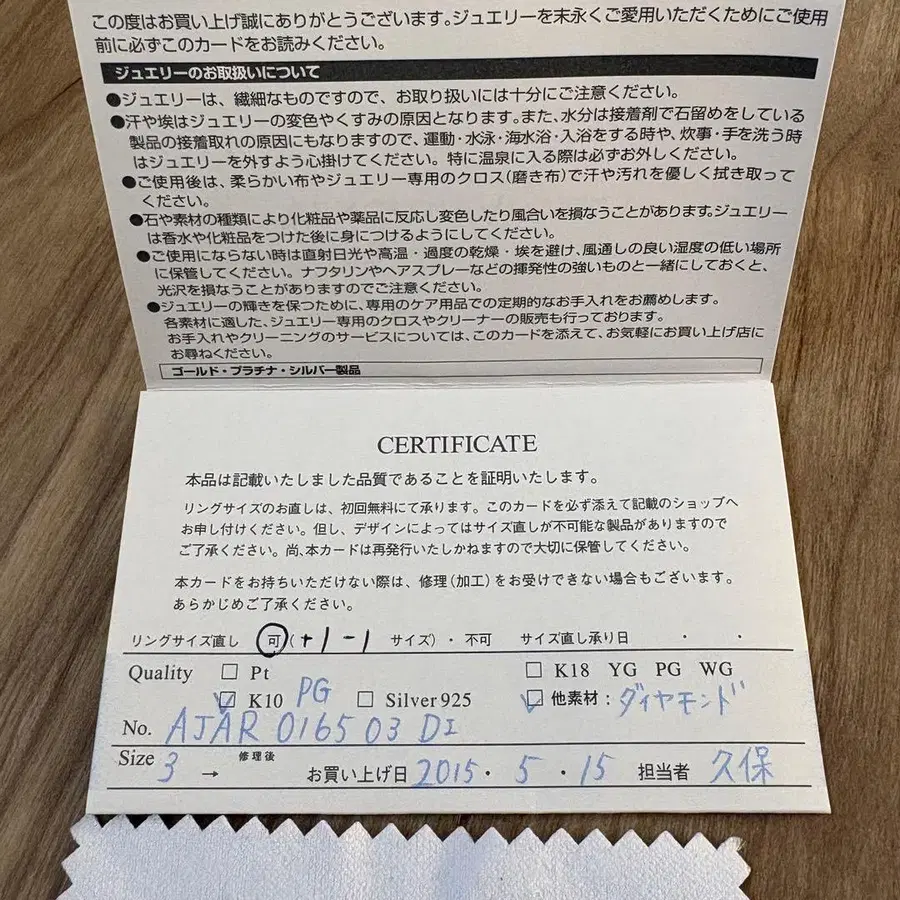 この度はお買い上げ誠にありがとうございます。ジュエリーを末永くご愛用いただくためにご使用
前に必ずこのカードをお読みください。
ジュエリーのお取扱いについて
●ジュエリーは、繊細なものですので、お取り扱いには十分にご注意ください。
●汗や埃はジュエリーの変色やくすみの原因となります。また、水分は接着剤で石留めをしている
製品の接着取れの原因にもなりますので、運動・水泳・海水浴・入浴をする時や、炊事・手を洗う時
はジュエリーを外すよう心掛けてください。特に温泉に入る際は必ずお外しください。
●ご使用後は、柔らかい布やジュエリー専用のクロス(磨き布)で汗や汚れを優しく拭き取って
ください。
●石や素材の種類により化粧品や薬品に反応し変色したり風合いを損なうことがあります。ジュエリー
は香水や化粧品をつけた後に身につけるようにしてください。
●ご使用にならない時は直射日光や高温・過度の乾燥・埃を避け、風通しの良い湿度の低い場所
に保管してください。ナフタリンやヘアスプレーなどの揮発性の強いものと一緒にしておくと、
光沢を損なうことがありますのでご注意ください。
●ジュエリーの輝きを保つために、専用のケア用品での定期的なお手入れをお薦めします。
各素材に適した、ジュエリー専用のクロスやクリーナーの販売も行っております。
お手入れやクリーニングのサービスについては、このカードを添えて、お気軽にお買い上げ店に
お尋ねください。
ゴールド・プラチナ・シルバー製品
CERTIFICATE
本品は記載いたしました品質であることを証明いたします。
リングサイズのお直しは、初回無料にて承ります。このカードを必ず添えて記載のショップへ
お申し付けください。但し、デザインによってはサイズ直しが不可能な製品がありますので
ご了承ください。尚、本カードは再発行いたしかねますので大切に保管してください。
本カードをお持ちいただけない際は、修理(加工)をお受けできない場合もございます。
あらかじめご了承ください。
リングサイズ直し 可(+1 -1 サイズ)・不可 サイズ直し承り日 ・ ・
Quality □ Pt □ K18 YG PG WG
☑ K10 PG □ Silver925 ☑ 他素材:ダイヤモンド
No. AJAR 0165 03 DI
Size 3 → 修理後 お買い上げ日 2015・5・15 担当者 久保